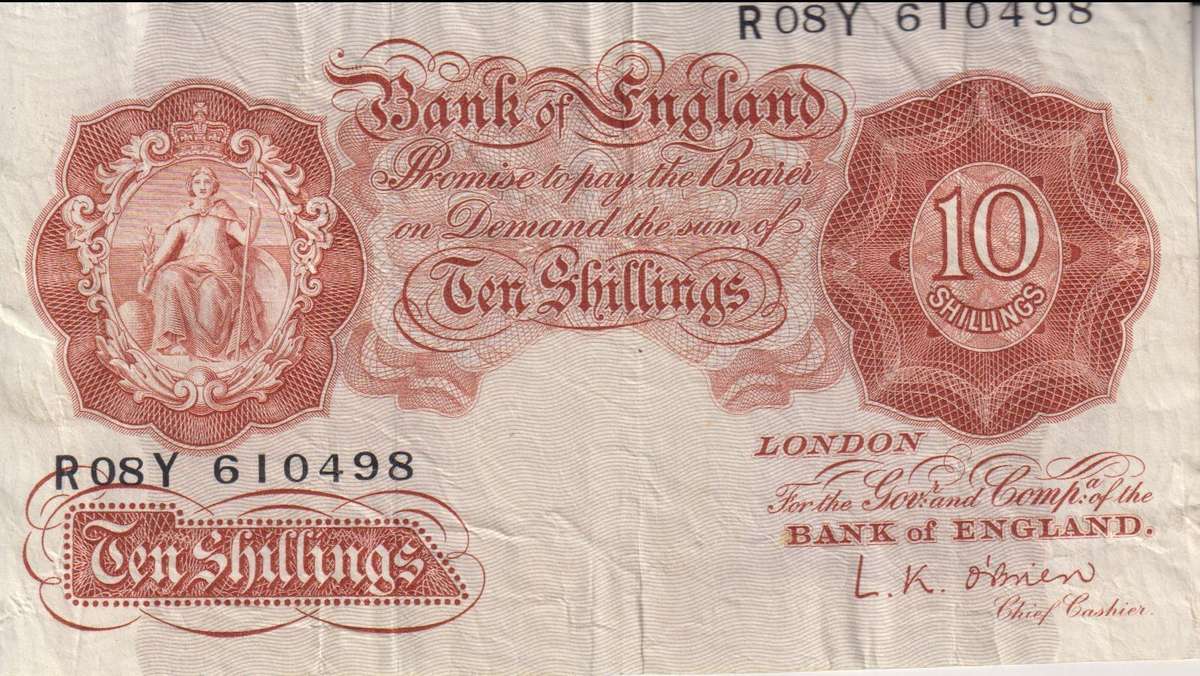 R08Y 610498
Bank of England
Promise to pay the Bearer
on Demand the sum of
Ten Shillings
10
SHILLINGS
R08Y 610498
Ten Shillings
LONDON
For the Govr. and Compa. of the
BANK of ENGLAND.
L. K. O'Brien
Chief Cashier.